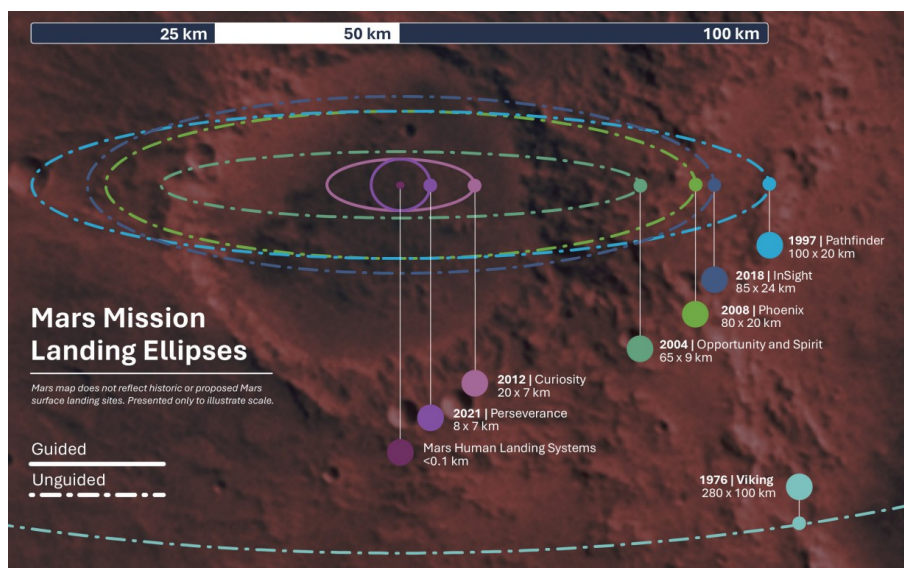 25 km
50 km
100 km
1997 | Pathfinder
100 x 20 km
2018 | InSight
85 x 24 km
2008 | Phoenix
80 x 20 km
2004 | Opportunity and Spirit
65 x 9 km
Mars Mission
Landing Ellipses
Mars map does not reflect historic or proposed Mars
surface landing sites. Presented only to illustrate scale.
2012 | Curiosity
20 x 7 km
2021 | Perseverance
8 x 7 km
Mars Human Landing Systems
<0.1 km
Guided
Unguided
1976 | Viking
280 x 100 km